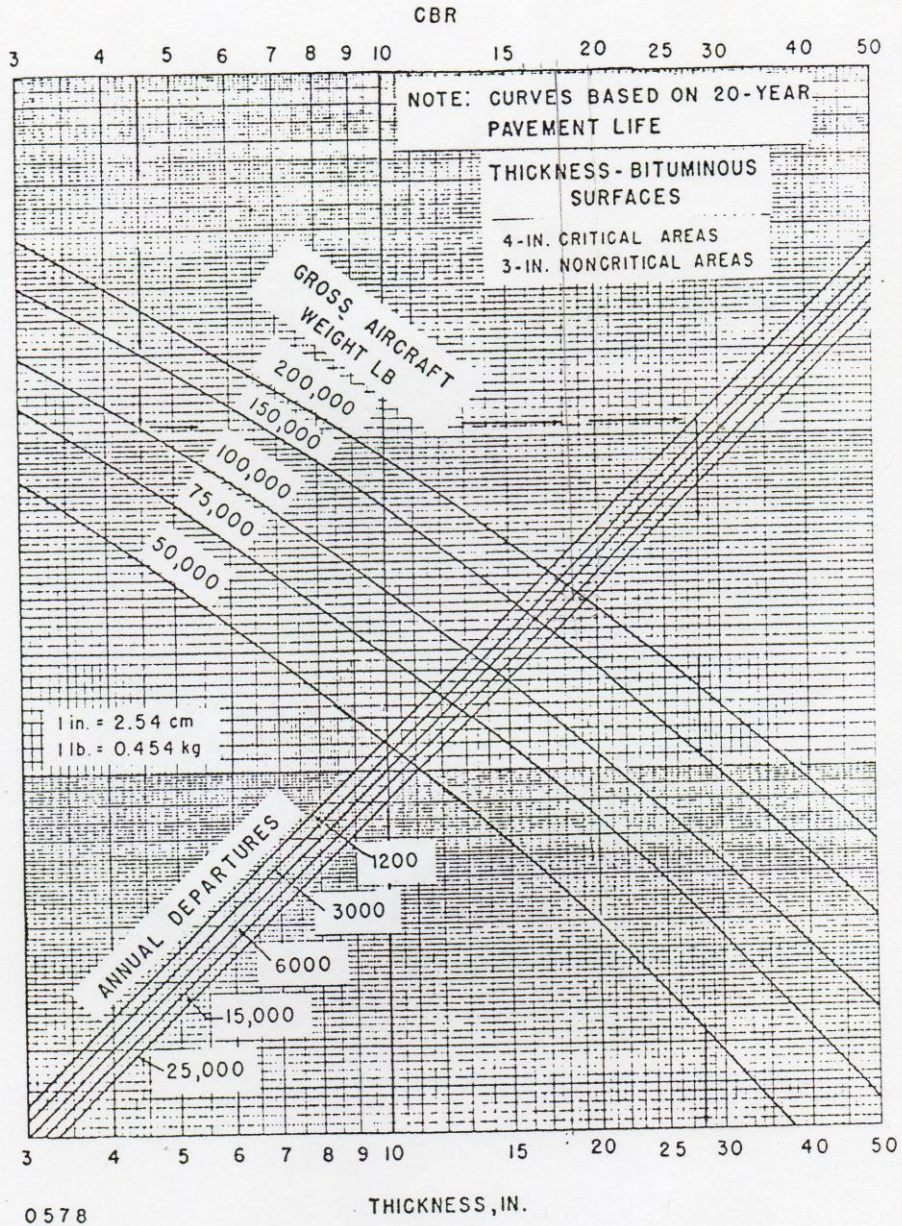 CBR
3 4 5 6 7 8 9 10 15 20 25 30 40 50
NOTE: CURVES BASED ON 20-YEAR
PAVEMENT LIFE
THICKNESS-BITUMINOUS
SURFACES
4-IN. CRITICAL AREAS
3-IN. NONCRITICAL AREAS
GROSS AIRCRAFT
WEIGHT LB
200,000
150,000
100,000
75,000
50,000
1 in. = 2.54 cm
1 lb. = 0.454 kg
ANNUAL DEPARTURES
1200
3000
6000
15,000
25,000
3 4 5 6 7 8 9 10 15 20 30 40 50
THICKNESS, IN.
0578